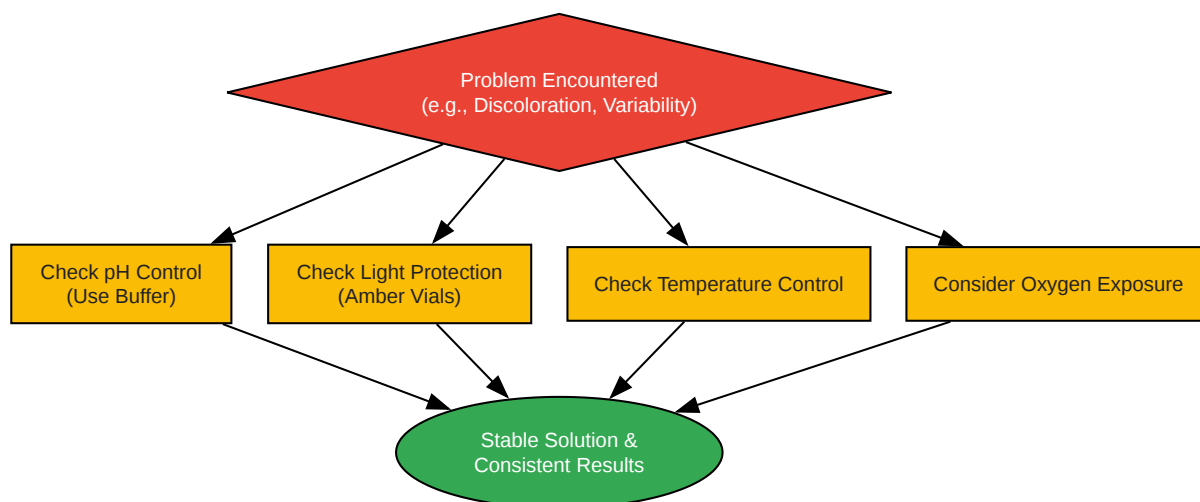 Problem Encountered
(e.g., Discoloration, Variability)
Check pH Control
(Use Buffer)
Check Light Protection
(Amber Vials)
Check Temperature Control
Consider Oxygen Exposure
Stable Solution &
Consistent Results